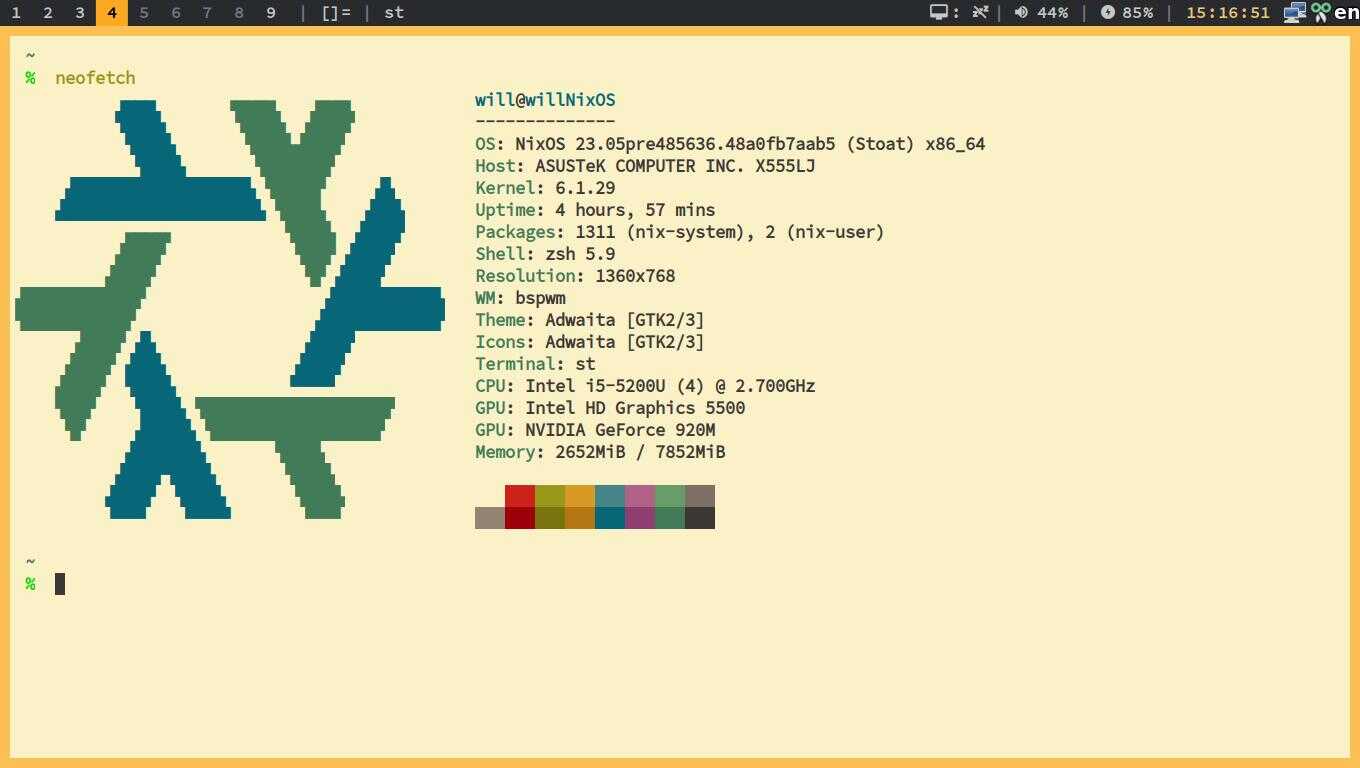 1 2 3 4 5 6 7 8 9 | []= | st : | 44% | 85% | 15:16:51 en
~
% neofetch
will@willNixOS
--------------
OS: NixOS 23.05pre485636.48a0fb7aab5 (Stoat) x86_64
Host: ASUSTeK COMPUTER INC. X555LJ
Kernel: 6.1.29
Uptime: 4 hours, 57 mins
Packages: 1311 (nix-system), 2 (nix-user)
Shell: zsh 5.9
Resolution: 1360x768
WM: bspwm
Theme: Adwaita [GTK2/3]
Icons: Adwaita [GTK2/3]
Terminal: st
CPU: Intel i5-5200U (4) @ 2.700GHz
GPU: Intel HD Graphics 5500
GPU: NVIDIA GeForce 920M
Memory: 2652MiB / 7852MiB
~
%